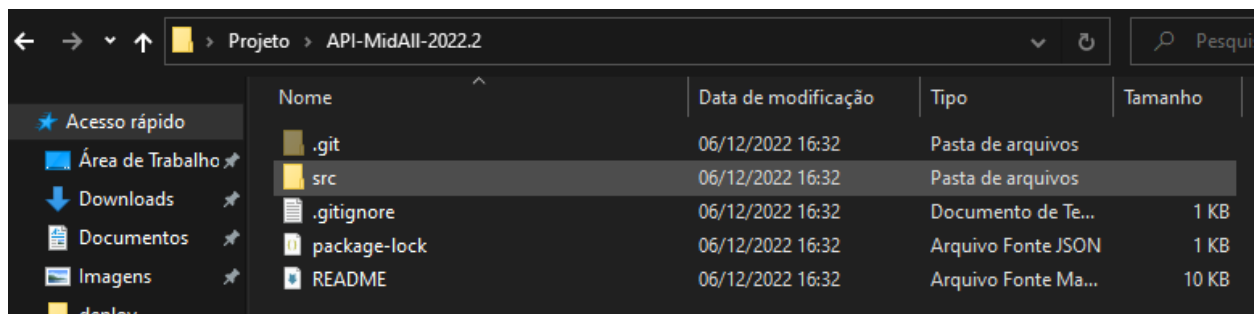 Projeto > API-MidAll-2022.2
Pesqui
Nome Data de modificação Tipo Tamanho
Acesso rápido
Área de Trabalho
Downloads
Documentos
Imagens
deploy
.git 06/12/2022 16:32 Pasta de arquivos
src 06/12/2022 16:32 Pasta de arquivos
.gitignore 06/12/2022 16:32 Documento de Te... 1 KB
package-lock 06/12/2022 16:32 Arquivo Fonte JSON 1 KB
README 06/12/2022 16:32 Arquivo Fonte Ma... 10 KB